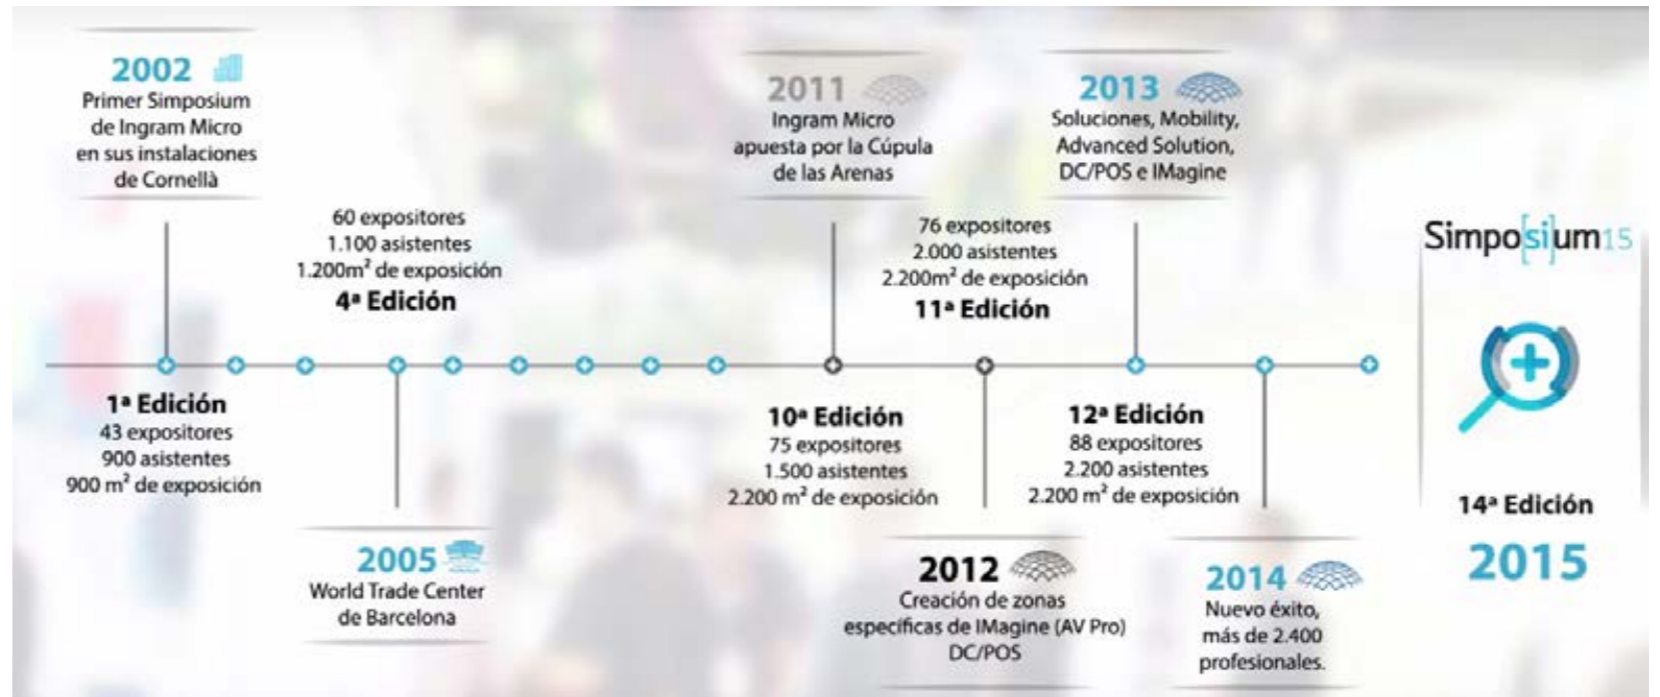 2002
Primer Simposium
de Ingram Micro
en sus instalaciones
de Cornellà
1ª Edición
43 expositores
900 asistentes
900 m² de exposición
60 expositores
1.100 asistentes
1.200m² de exposición
4ª Edición
2005
World Trade Center
de Barcelona
2011
Ingram Micro
apuesta por la Cúpula
de las Arenas
10ª Edición
75 expositores
1.500 asistentes
2.200 m² de exposición
76 expositores
2.000 asistentes
2.200m² de exposición
11ª Edición
2012
Creación de zonas
específicas de IMagine (AV Pro)
DC/POS
2013
Soluciones, Mobility,
Advanced Solution,
DC/POS e IMagine
12ª Edición
88 expositores
2.200 asistentes
2.200 m² de exposición
2014
Nuevo éxito,
más de 2.400
profesionales.
Simpo[si]um15
14ª Edición
2015